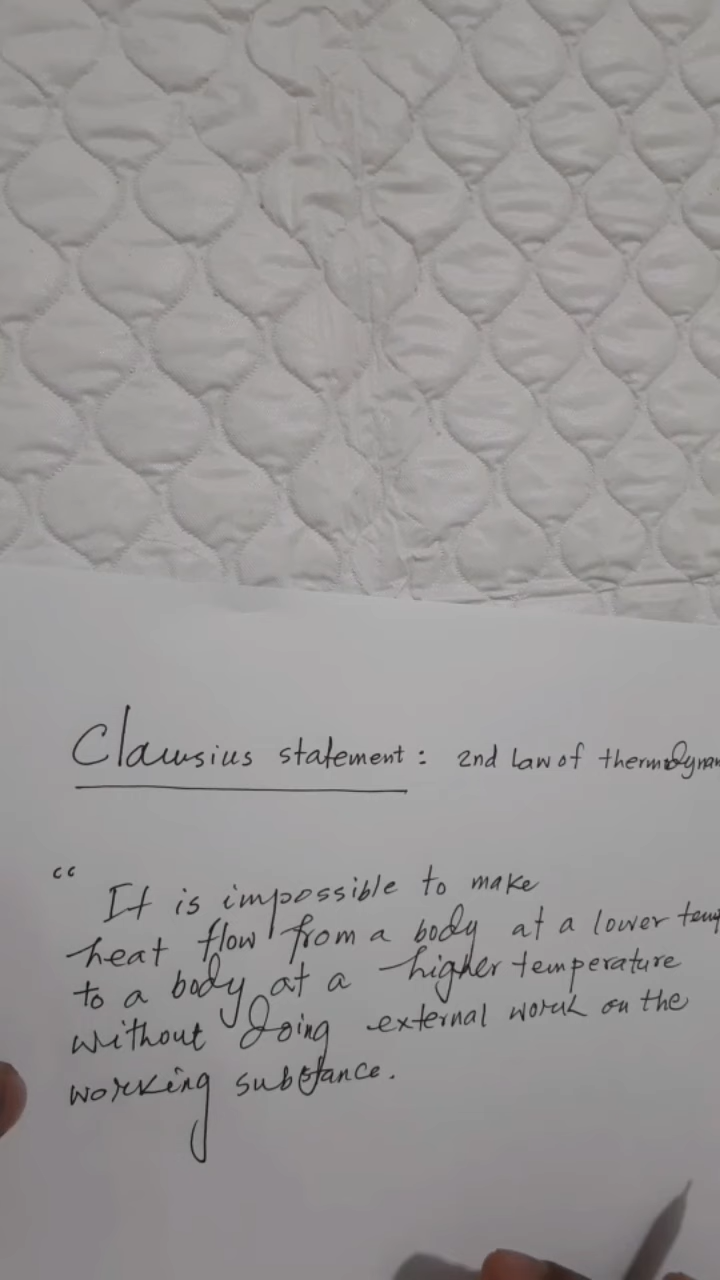 Clausius statement: 2nd Law of thermodynam
“ It is impossible to make
heat flow from a body at a lower temp
to a body at a higher temperature
without doing external work on the
working substance.